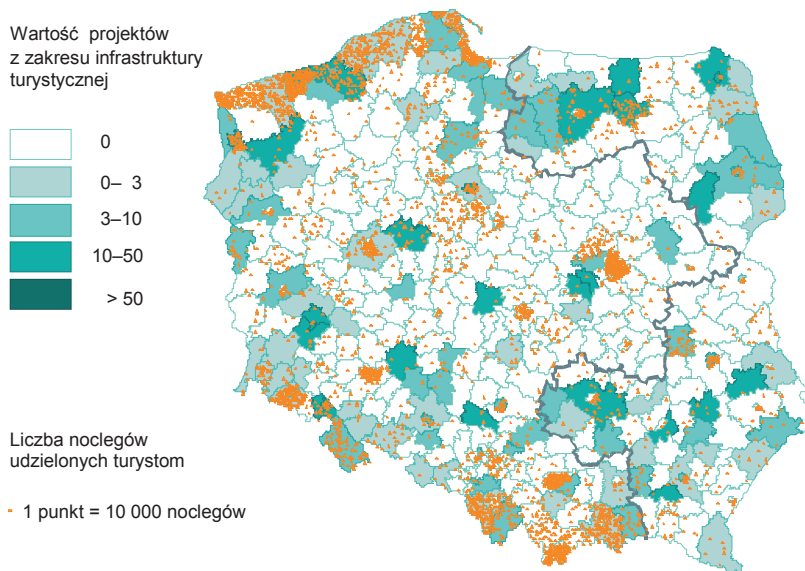 Wartość projektów
z zakresu infrastruktury
turystycznej
0
0– 3
3–10
10–50
> 50
Liczba noclegów
udzielonych turystom
1 punkt = 10 000 noclegów